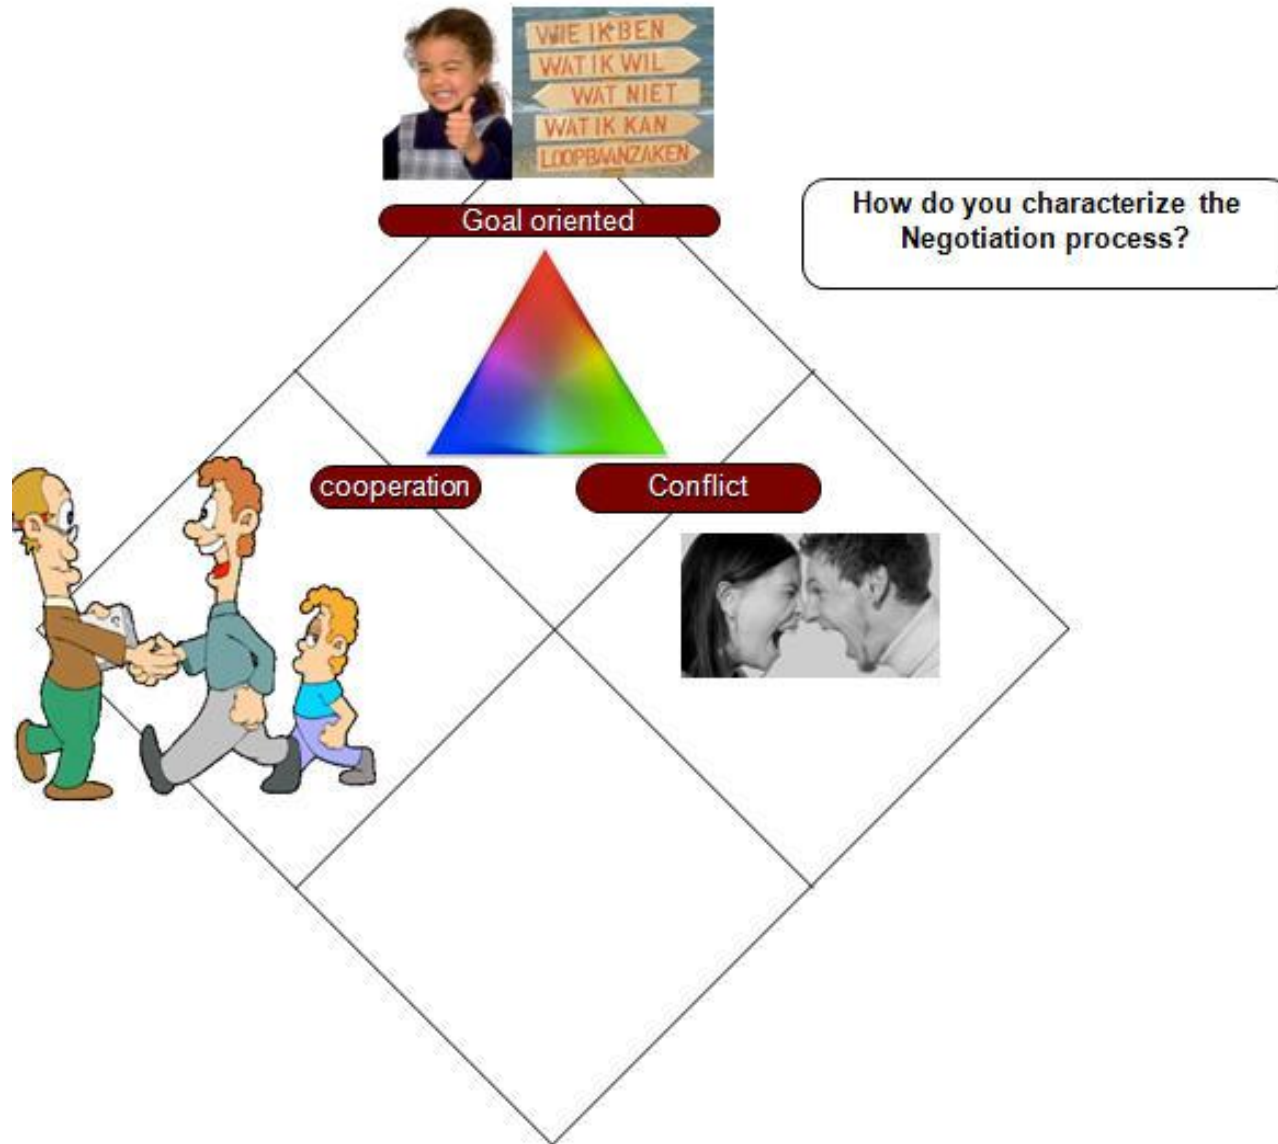 WIE IK BEN
WAT IK WIL
WAT NIET
WAT IK KAN
LOOPBAANZAKEN
Goal oriented
How do you characterize the
Negotiation process?
cooperation
Conflict